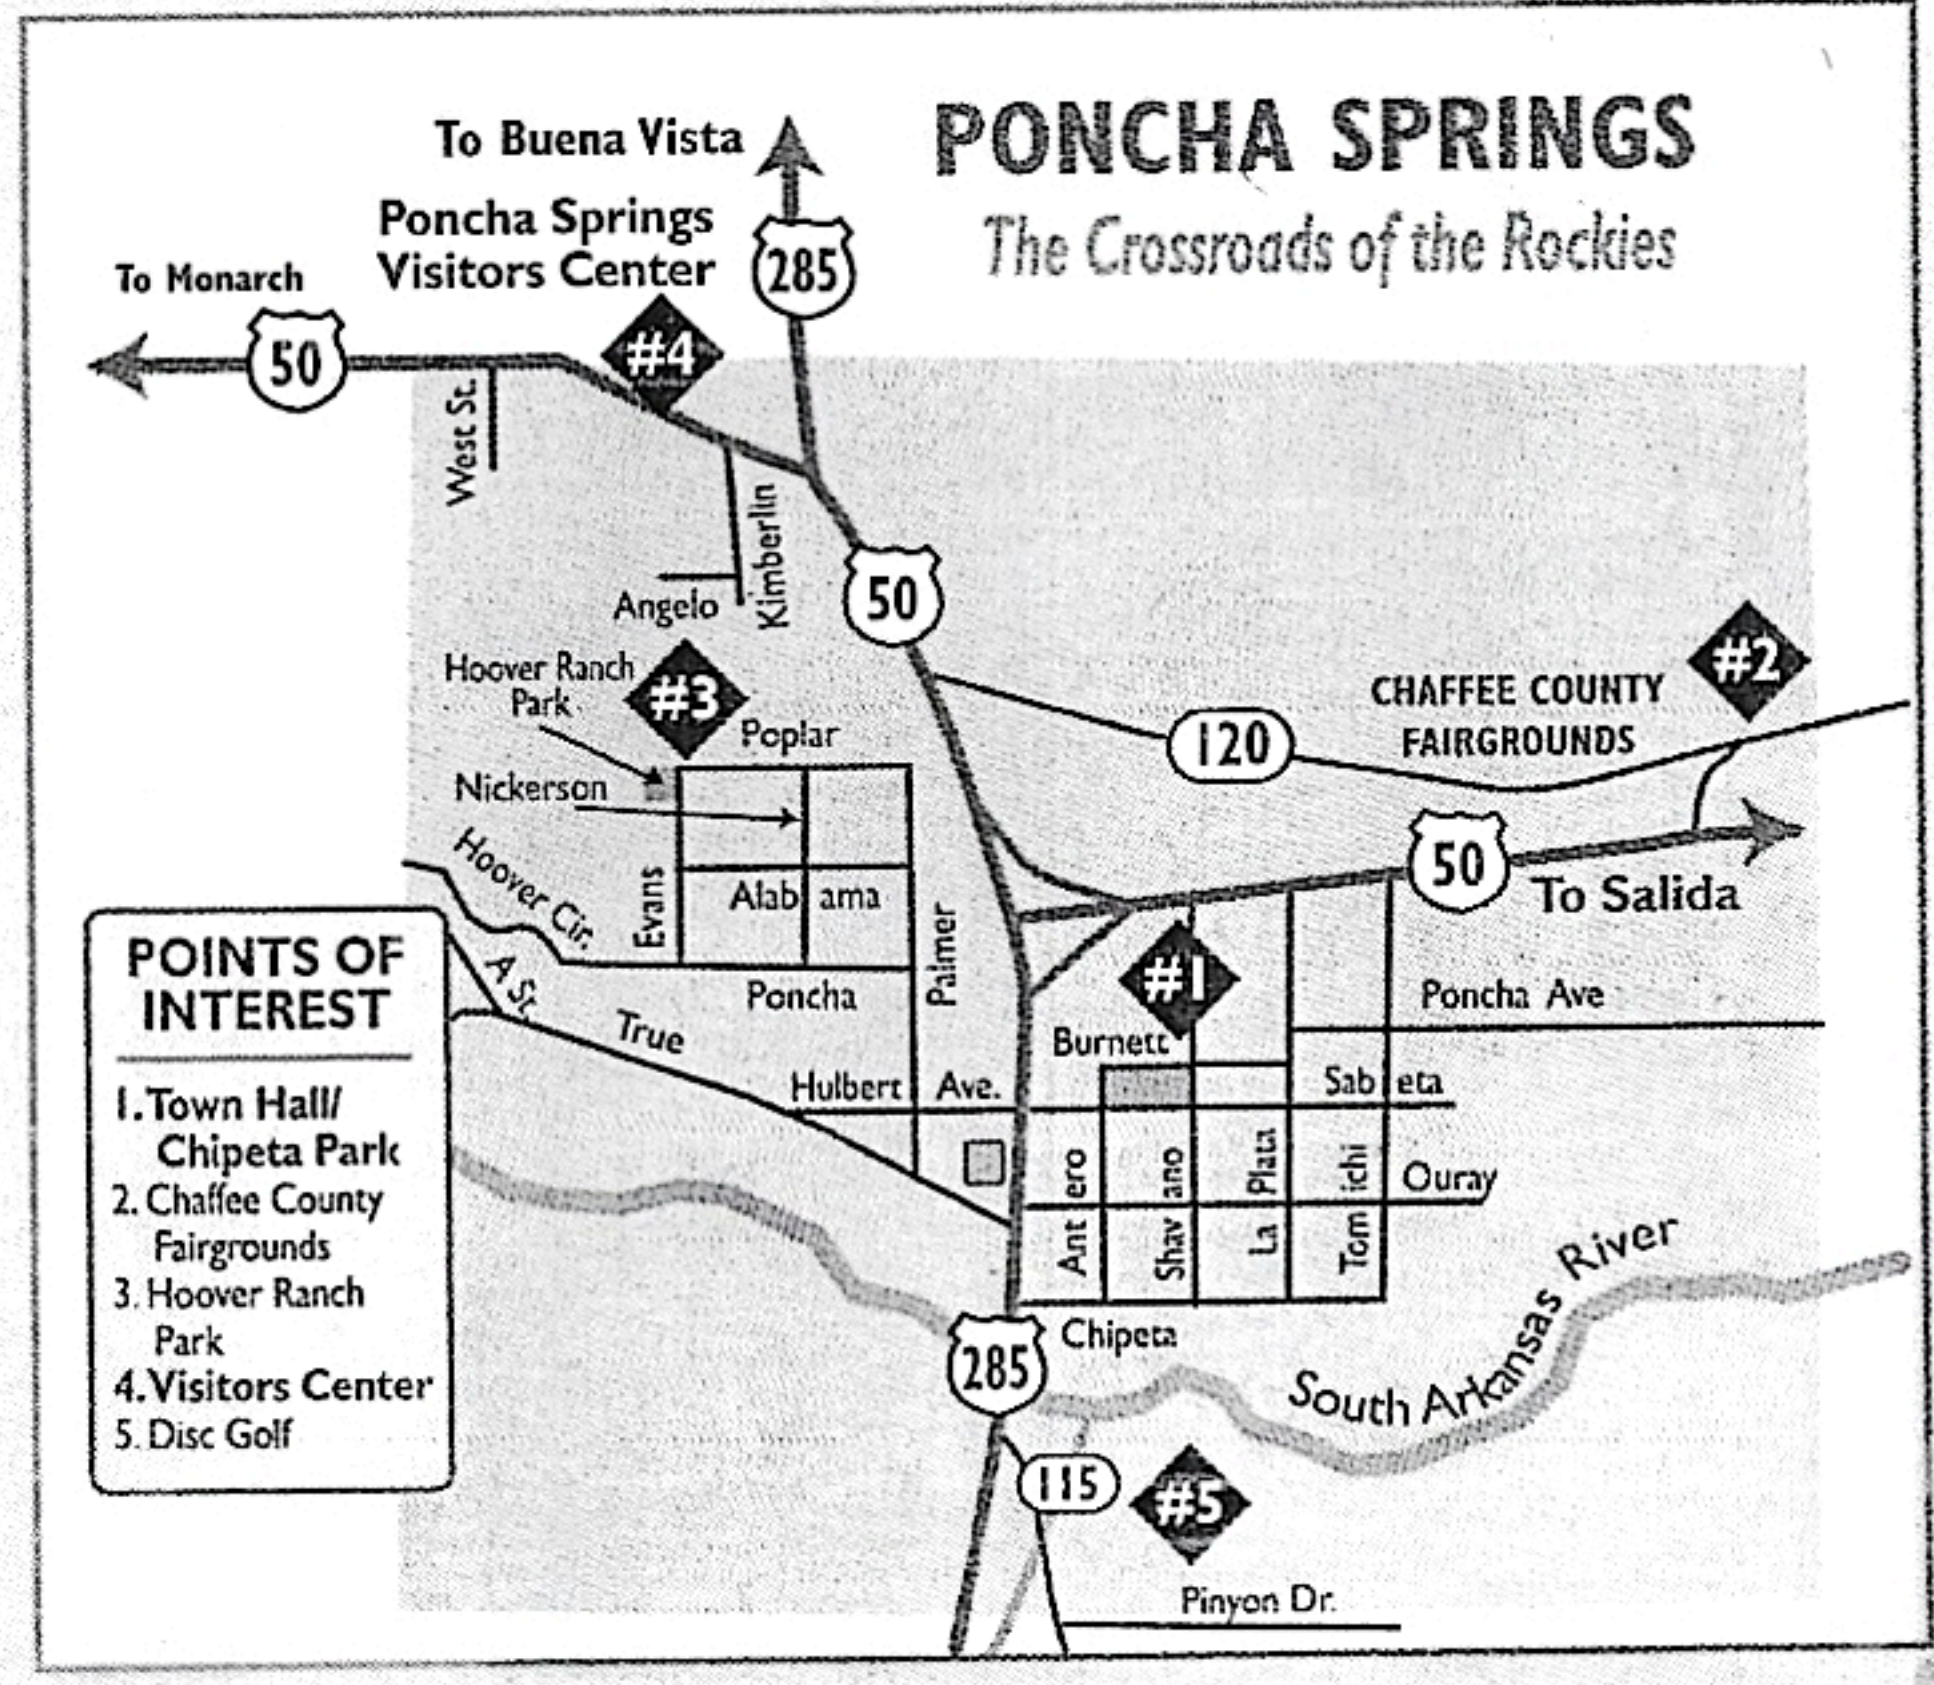 PONCHA SPRINGS
The Crossroads of the Rockies
To Buena Vista
Poncha Springs
Visitors Center
285
To Monarch
50
#4
West St.
Kimberlin
Angelo
50
Hoover Ranch
Park
#3
Poplar
Nickerson
#2
CHAFFEE COUNTY
FAIRGROUNDS
120
50
To Salida
Hoover Cir.
Evans
Alab ama
Palmer
A St.
Poncha
True
#1
Poncha Ave
Burnett
Hulbert Ave.
Sab eta
Ant ero
Shav ano
La Plata
Tom ichi
Ouray
South Arkansas River
Chipeta
285
115
#5
Pinyon Dr.
POINTS OF
INTEREST
1. Town Hall/
Chipeta Park
2. Chaffee County
Fairgrounds
3. Hoover Ranch
Park
4. Visitors Center
5. Disc Golf